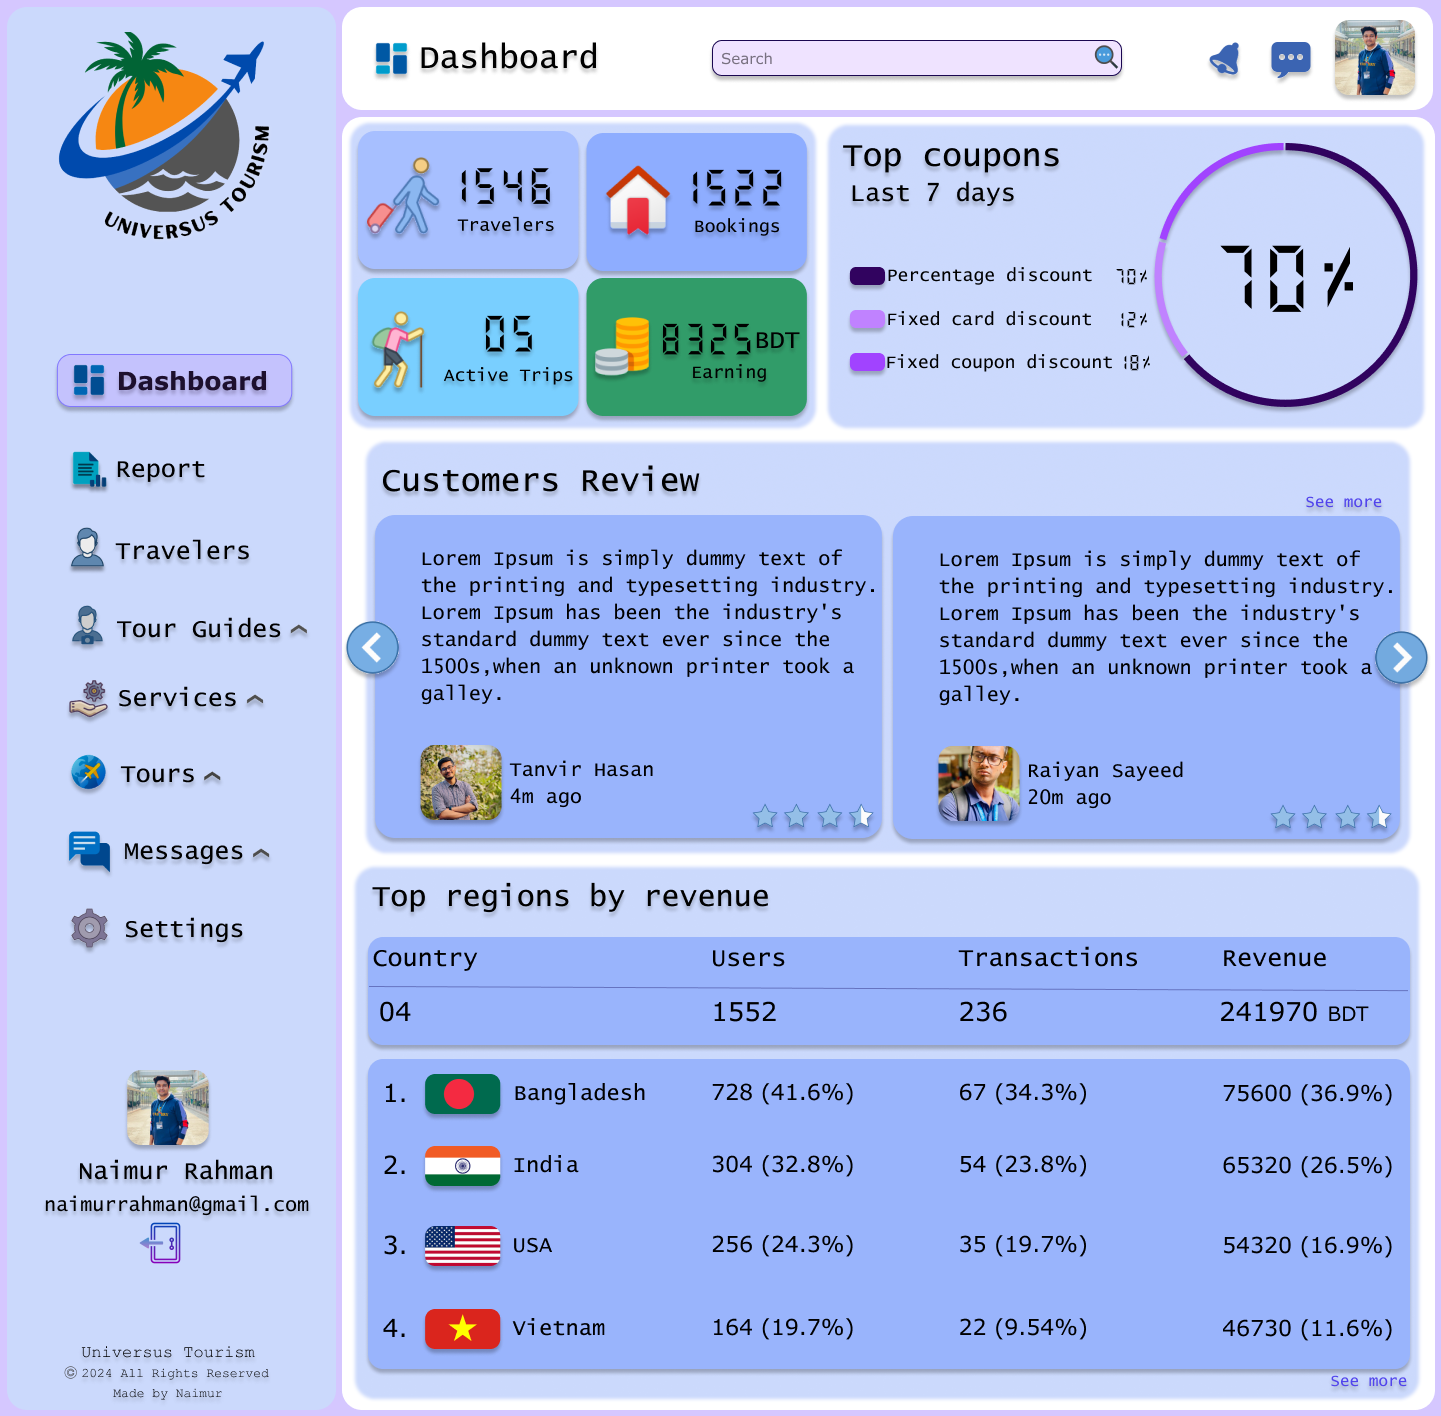 UNIVERSUS TOURISM
Dashboard
Report
Travelers
Tour Guides
Services
Tours
Messages
Settings
Naimur Rahman
naimurrahman@gmail.com
Universus Tourism
© 2024 All Rights Reserved
Made by Naimur
Dashboard
Search
1546
Travelers
1522
Bookings
05
Active Trips
8325 BDT
Earning
Top coupons
Last 7 days
Percentage discount 70%
Fixed card discount 12%
Fixed coupon discount 18%
70%
Customers Review
See more
Lorem Ipsum is simply dummy text of
the printing and typesetting industry.
Lorem Ipsum has been the industry's
standard dummy text ever since the
1500s,when an unknown printer took a
galley.
Tanvir Hasan
4m ago
Lorem Ipsum is simply dummy text of
the printing and typesetting industry.
Lorem Ipsum has been the industry's
standard dummy text ever since the
1500s,when an unknown printer took a
galley.
Raiyan Sayeed
20m ago
Top regions by revenue
Country Users Transactions Revenue
04 1552 236 241970 BDT
1. Bangladesh 728 (41.6%) 67 (34.3%) 75600 (36.9%)
2. India 304 (32.8%) 54 (23.8%) 65320 (26.5%)
3. USA 256 (24.3%) 35 (19.7%) 54320 (16.9%)
4. Vietnam 164 (19.7%) 22 (9.54%) 46730 (11.6%)
See more